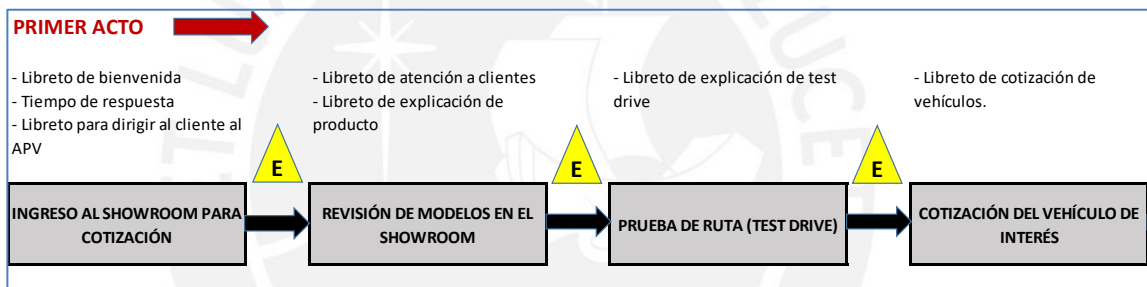 PRIMER ACTO
- Libreto de bienvenida
- Tiempo de respuesta
- Libreto para dirigir al cliente al
APV
- Libreto de atención a clientes
- Libreto de explicación de
producto
- Libreto de explicación de test
drive
- Libreto de cotización de
vehículos.
E
E
E
INGRESO AL SHOWROOM PARA
COTIZACIÓN
REVISIÓN DE MODELOS EN EL
SHOWROOM
PRUEBA DE RUTA (TEST DRIVE)
COTIZACIÓN DEL VEHÍCULO DE
INTERÉS